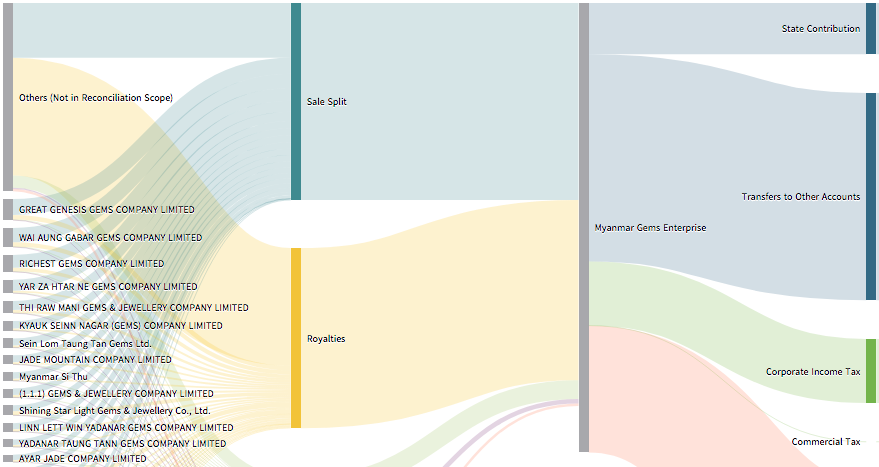 State Contribution
Others (Not in Reconciliation Scope)
Sale Split
Transfers to Other Accounts
GREAT GENESIS GEMS COMPANY LIMITED
Myanmar Gems Enterprise
WAI AUNG GABAR GEMS COMPANY LIMITED
RICHEST GEMS COMPANY LIMITED
YAR ZA HTAR NE GEMS COMPANY LIMITED
THI RAW MANI GEMS & JEWELLERY COMPANY LIMITED
KYAUK SEINN NAGAR (GEMS) COMPANY LIMITED
Royalties
Sein Lom Taung Tan Gems Ltd.
JADE MOUNTAIN COMPANY LIMITED
Corporate Income Tax
Myanmar Si Thu
(1.1.1) GEMS & JEWELLERY COMPANY LIMITED
Shining Star Light Gems & Jewellery Co., Ltd.
LINN LETT WIN YADANAR GEMS COMPANY LIMITED
YADANAR TAUNG TANN GEMS COMPANY LIMITED
Commercial Tax
AYAR JADE COMPANY LIMITED